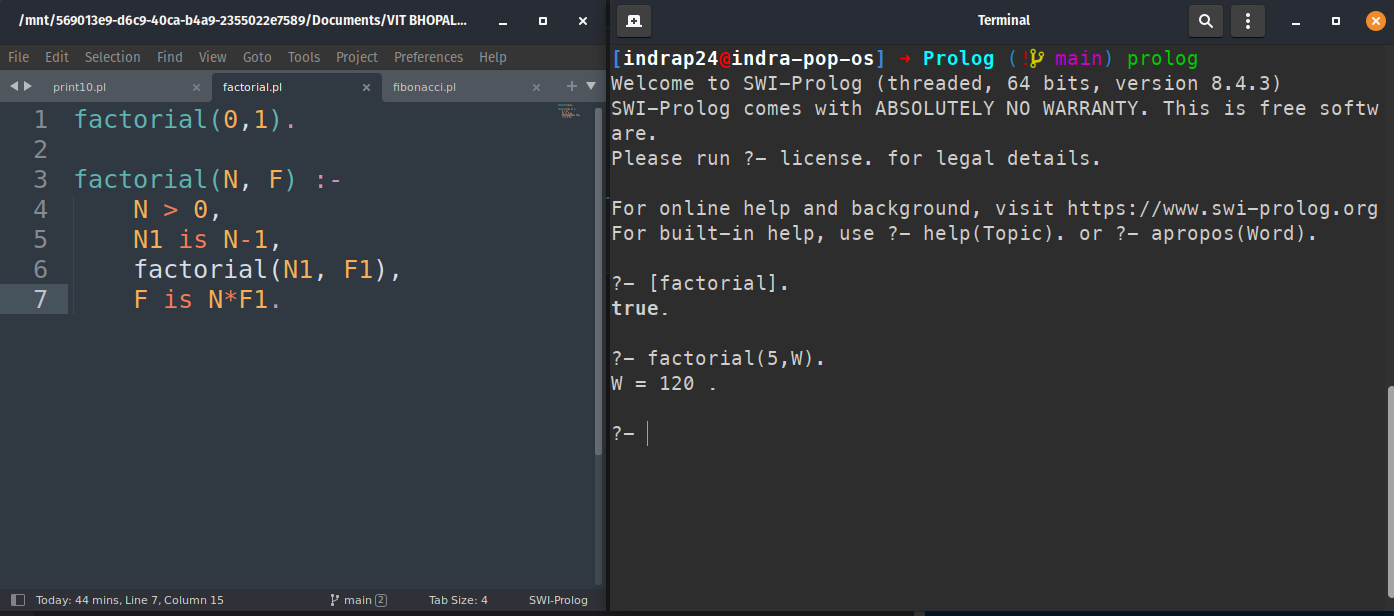 /mnt/569013e9-d6c9-40ca-b4a9-2355022e7589/Documents/VIT BHOPAL...
File Edit Selection Find View Goto Tools Project Preferences Help
print10.pl factorial.pl fibonacci.pl
1 factorial(0,1).
2
3 factorial(N, F) :-
4     N > 0,
5     N1 is N-1,
6     factorial(N1, F1),
7     F is N*F1.
Today: 44 mins, Line 7, Column 15 main 2 Tab Size: 4 SWI-Prolog
Terminal
[indrap24@indra-pop-os] → Prolog (! main) prolog
Welcome to SWI-Prolog (threaded, 64 bits, version 8.4.3)
SWI-Prolog comes with ABSOLUTELY NO WARRANTY. This is free softw
are.
Please run ?- license. for legal details.
For online help and background, visit https://www.swi-prolog.org
For built-in help, use ?- help(Topic). or ?- apropos(Word).
?- [factorial].
true.
?- factorial(5,W).
W = 120 .
?-